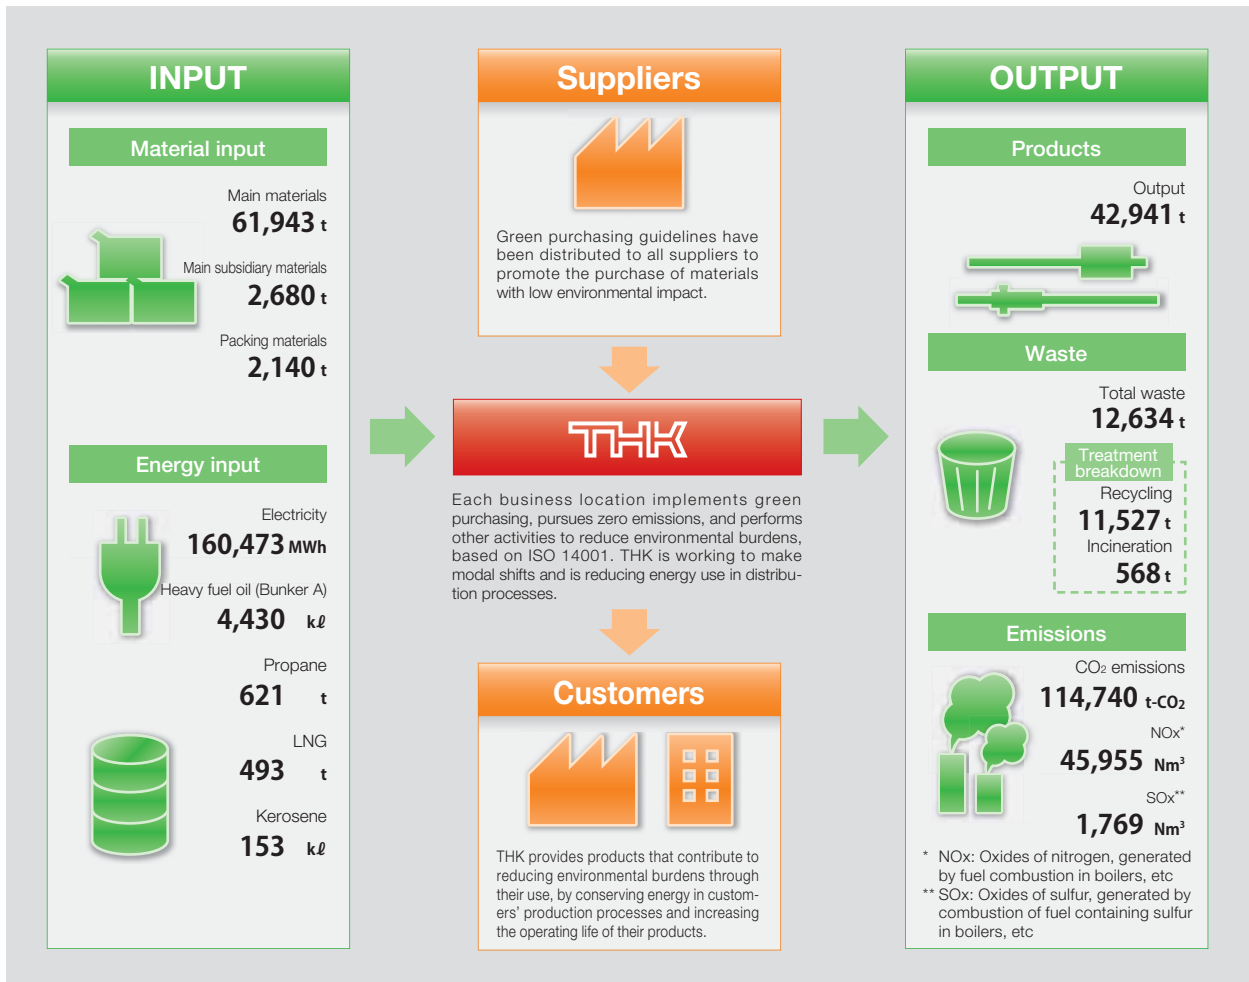 INPUT
Material input
Main materials
61,943 t
Main subsidiary materials
2,680 t
Packing materials
2,140 t
Energy input
Electricity
160,473 MWh
Heavy fuel oil (Bunker A)
4,430 kℓ
Propane
621 t
LNG
493 t
Kerosene
153 kℓ
Suppliers
Green purchasing guidelines have
been distributed to all suppliers to
promote the purchase of materials
with low environmental impact.
THK
Each business location implements green
purchasing, pursues zero emissions, and performs
other activities to reduce environmental burdens,
based on ISO 14001. THK is working to make
modal shifts and is reducing energy use in distribu-
tion processes.
Customers
THK provides products that contribute to
reducing environmental burdens through
their use, by conserving energy in custom-
ers’ production processes and increasing
the operating life of their products.
OUTPUT
Products
Output
42,941 t
Waste
Total waste
12,634 t
Treatment
breakdown
Recycling
11,527 t
Incineration
568 t
Emissions
CO₂ emissions
114,740 t-CO₂
NOx*
45,955 Nm³
SOx**
1,769 Nm³
* NOx: Oxides of nitrogen, generated
by fuel combustion in boilers, etc
** SOx: Oxides of sulfur, generated by
combustion of fuel containing sulfur
in boilers, etc